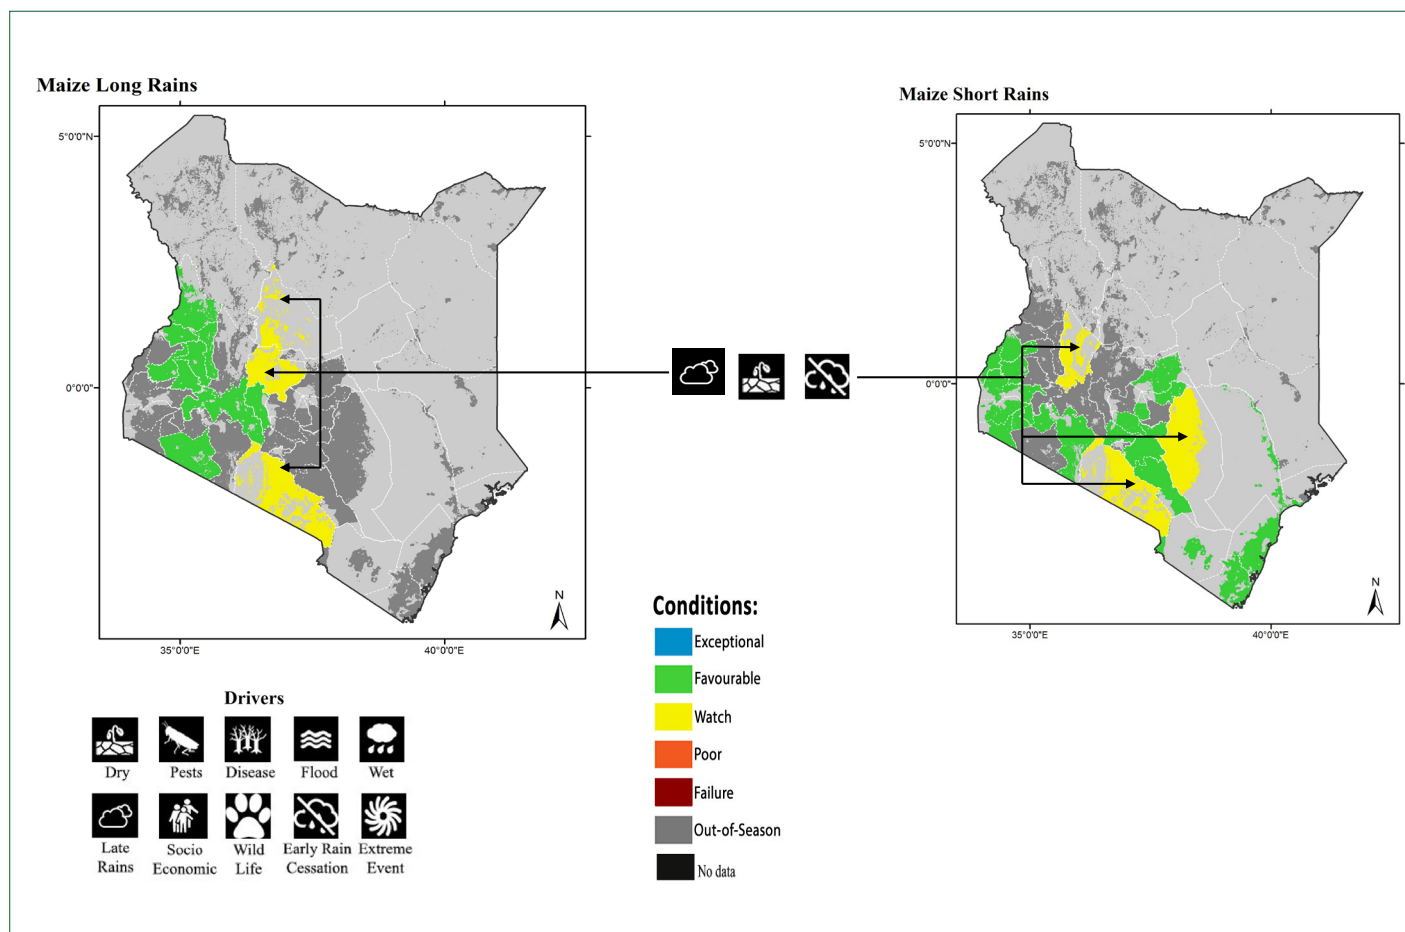 Maize Long Rains
Maize Short Rains
5°0'0"N
5°0'0"N
0°0'0"
0°0'0"
N
N
35°0'0"E
40°0'0"E
35°0'0"E
40°0'0"E
Conditions:
Exceptional
Favourable
Watch
Poor
Failure
Out-of-Season
No data
Drivers
Dry
Pests
Disease
Flood
Wet
Late
Rains
Socio
Economic
Wild
Life
Early Rain
Cessation
Extreme
Event